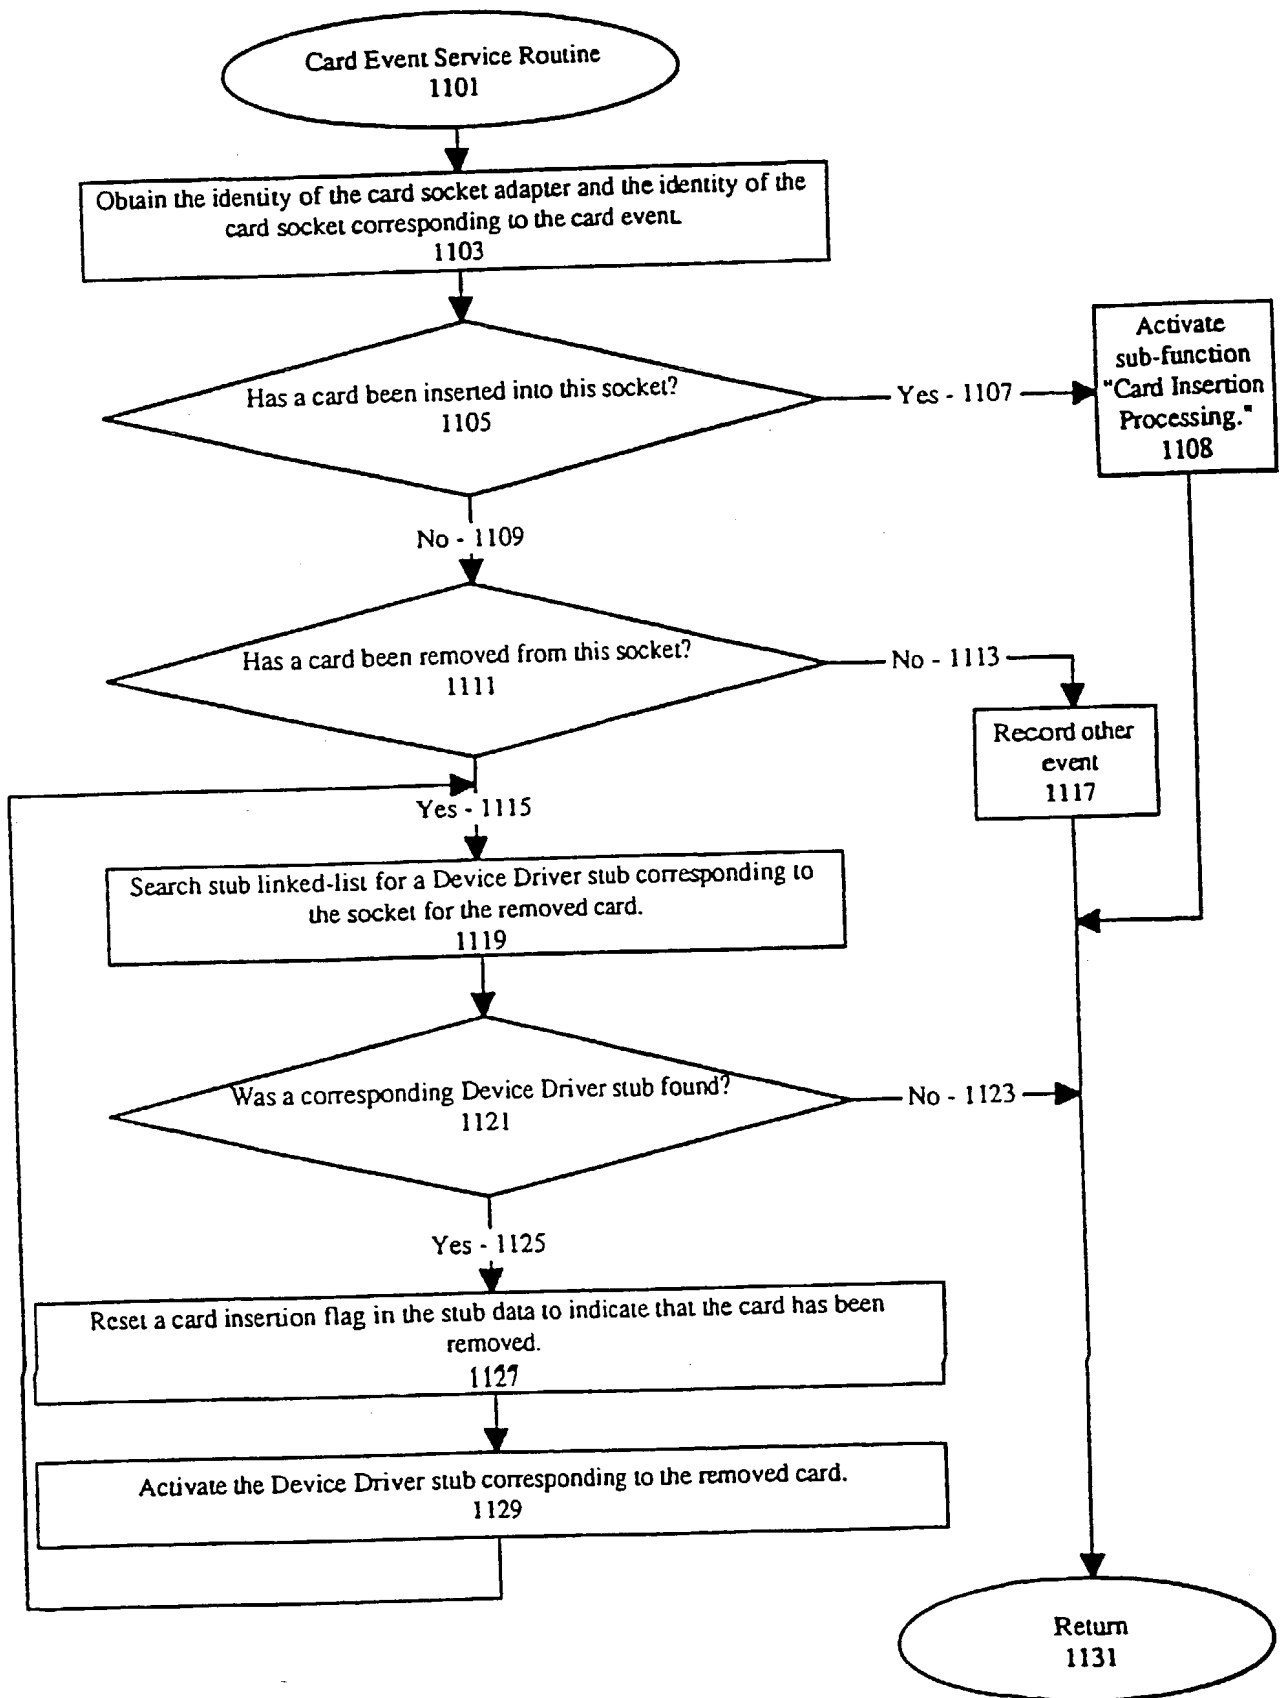 Card Event Service Routine
1101
Obtain the identity of the card socket adapter and the identity of the
card socket corresponding to the card event.
1103
Has a card been inserted into this socket?
1105
Yes - 1107
Activate
sub-function
"Card Insertion
Processing."
1108
No - 1109
Has a card been removed from this socket?
1111
No - 1113
Record other
event
1117
Yes - 1115
Search stub linked-list for a Device Driver stub corresponding to
the socket for the removed card.
1119
Was a corresponding Device Driver stub found?
1121
No - 1123
Yes - 1125
Reset a card insertion flag in the stub data to indicate that the card has been
removed.
1127
Activate the Device Driver stub corresponding to the removed card.
1129
Return
1131